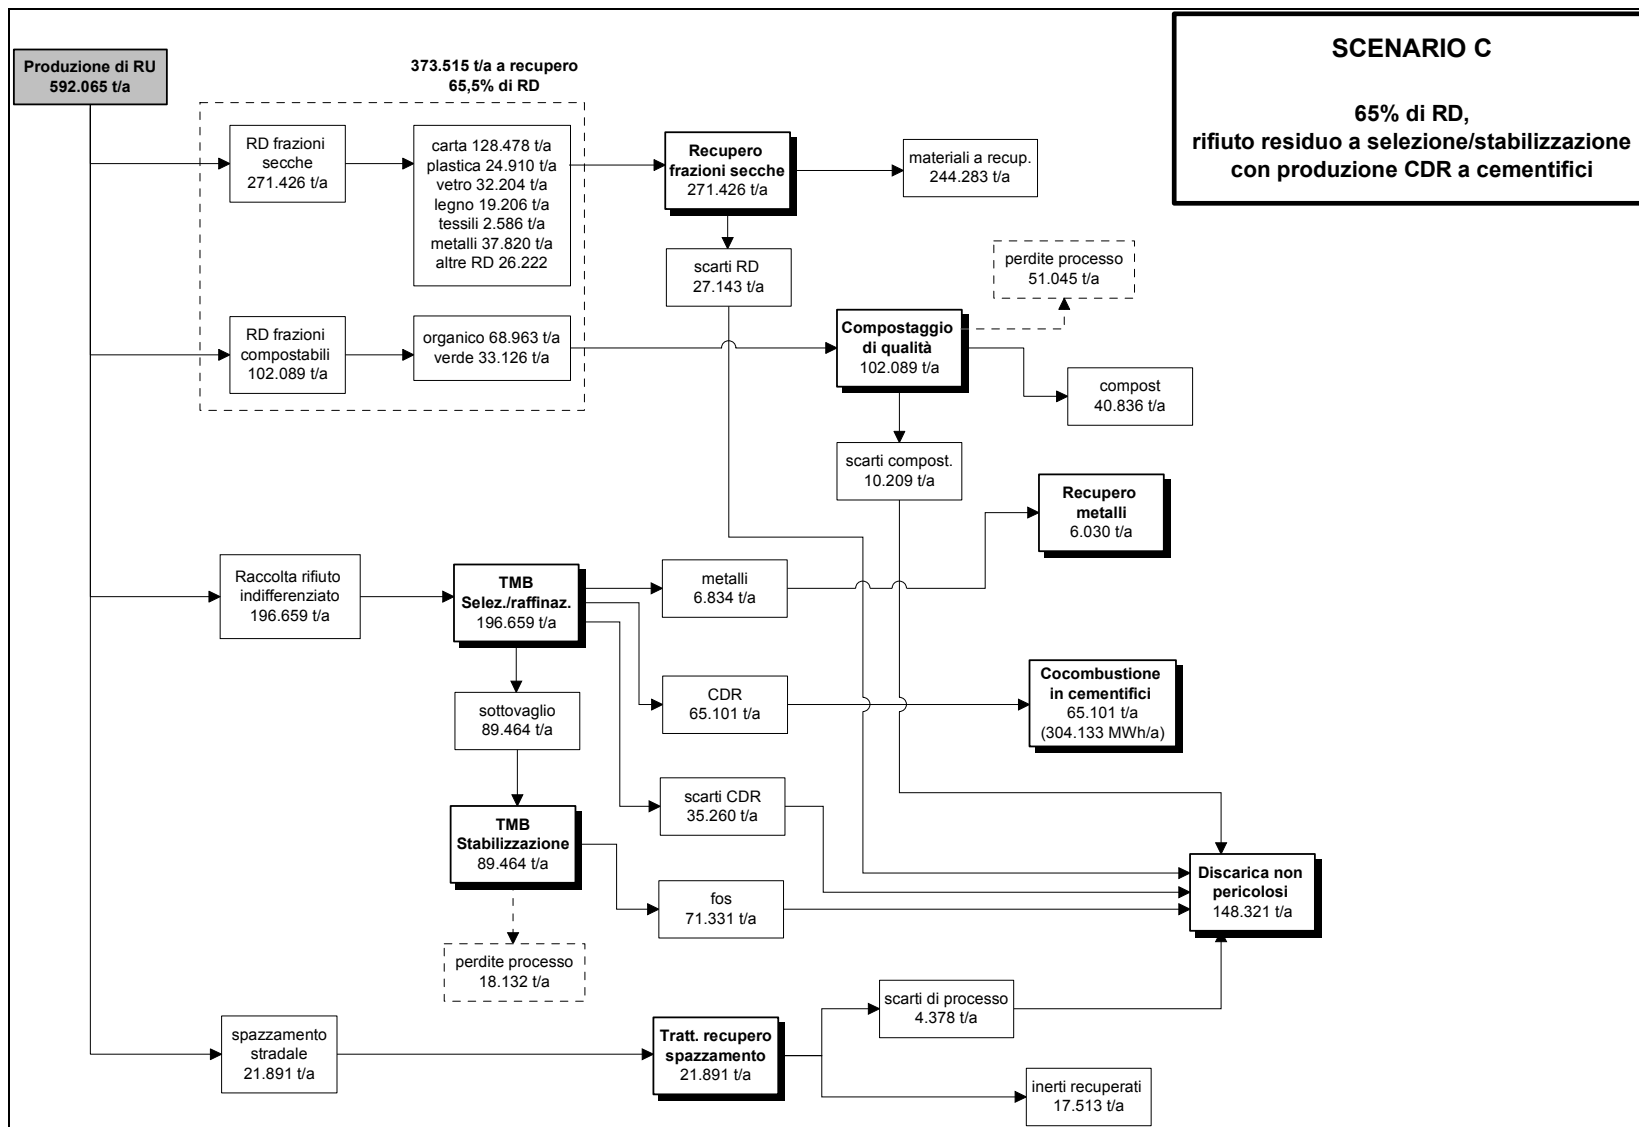 SCENARIO C
65% di RD,
rifiuto residuo a selezione/stabilizzazione
con produzione CDR a cementifici
Produzione di RU
592.065 t/a
373.515 t/a a recupero
65,5% di RD
RD frazioni
secche
271.426 t/a
carta 128.478 t/a
plastica 24.910 t/a
vetro 32.204 t/a
legno 19.206 t/a
tessili 2.586 t/a
metalli 37.820 t/a
altre RD 26.222
Recupero
frazioni secche
271.426 t/a
materiali a recup.
244.283 t/a
scarti RD
27.143 t/a
perdite processo
51.045 t/a
RD frazioni
compostabili
102.089 t/a
organico 68.963 t/a
verde 33.126 t/a
Compostaggio
di qualità
102.089 t/a
compost
40.836 t/a
scarti compost.
10.209 t/a
Recupero
metalli
6.030 t/a
Raccolta rifiuto
indifferenziato
196.659 t/a
TMB
Selez./raffinaz.
196.659 t/a
metalli
6.834 t/a
sottovaglio
89.464 t/a
CDR
65.101 t/a
Cocombustione
in cementifici
65.101 t/a
(304.133 MWh/a)
scarti CDR
35.260 t/a
TMB
Stabilizzazione
89.464 t/a
fos
71.331 t/a
Discarica non
pericolosi
148.321 t/a
perdite processo
18.132 t/a
scarti di processo
4.378 t/a
spazzamento
stradale
21.891 t/a
Tratt. recupero
spazzamento
21.891 t/a
inerti recuperati
17.513 t/a